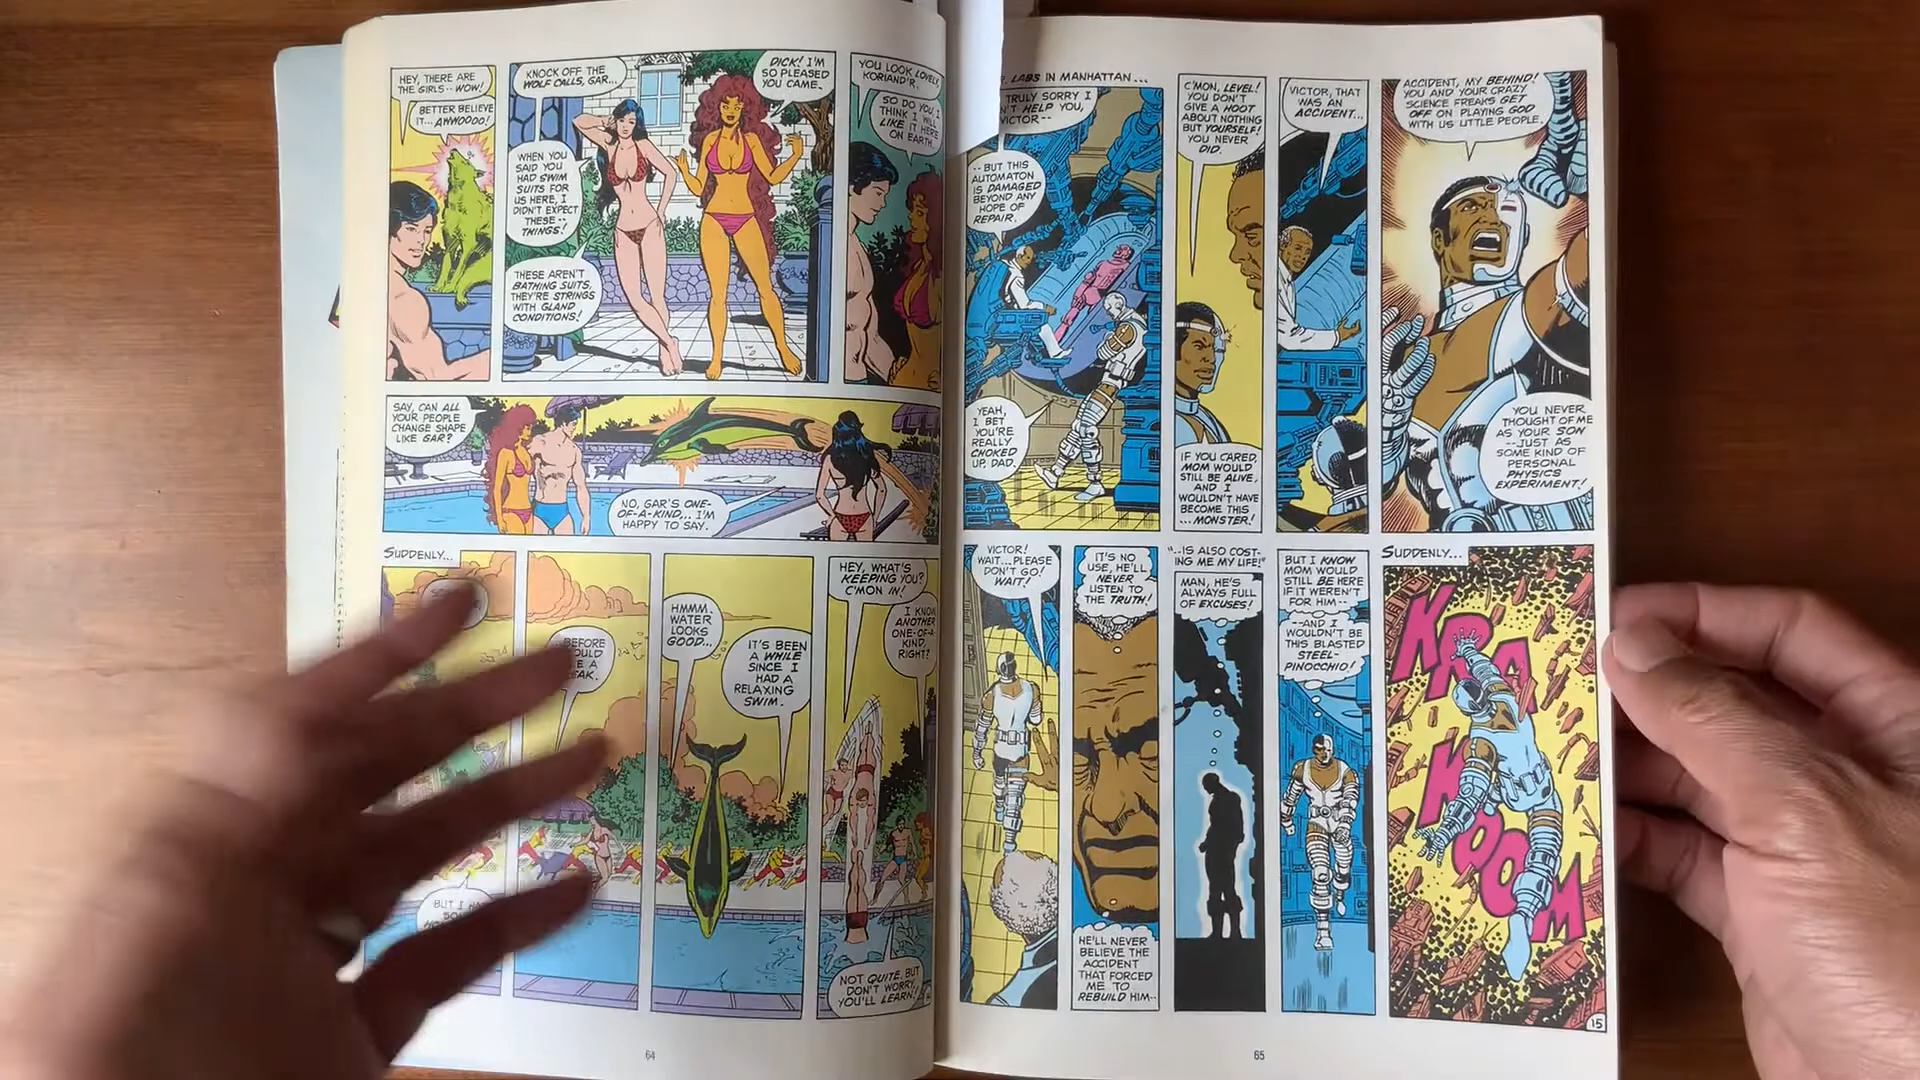 HEY, THERE ARE
THE GIRLS -- WOW!
BETTER BELIEVE
IT... AWWOOOO!
KNOCK OFF THE
WOLF CALLS, GAR...
DICK! I'M
SO PLEASED
YOU CAME.
WHEN YOU
SAID YOU
HAD SWIM
SUITS FOR
US HERE, I
DIDN'T EXPECT
THESE--
THINGS!
THESE AREN'T
BATHING SUITS,
THEY'RE STRINGS
WITH GLAND
CONDITIONS!
YOU LOOK LOVELY,
KORIAND'R.
SO DO YOU. I
THINK I WILL
LIKE IT HERE
ON EARTH.
SAY, CAN ALL
YOUR PEOPLE
CHANGE SHAPE
LIKE GAR?
NO, GAR'S ONE-
OF-A-KIND... I'M
HAPPY TO SAY.
SUDDENLY...
BUT I
BEFORE
HMMM.
WATER
LOOKS
GOOD...
IT'S BEEN
A WHILE
SINCE I
HAD A
RELAXING
SWIM.
HEY, WHAT'S
KEEPING YOU?
C'MON IN!
I KNOW
ANOTHER
ONE-OF-A-
KIND,
RIGHT?
NOT QUITE. BUT
DON'T WORRY,
YOU'LL LEARN!
64
LABS IN MANHATTAN...
TRULY SORRY I
HELP YOU,
VICTOR--
-- BUT THIS
AUTOMATON
IS DAMAGED
BEYOND ANY
HOPE OF
REPAIR.
YEAH,
I BET
YOU'RE
REALLY
CHOKED
UP, DAD.
C'MON, LEVEL!
YOU DON'T
GIVE A HOOT
ABOUT NOTHING
BUT YOURSELF!
YOU NEVER
DID.
IF YOU CARED,
MOM WOULD
STILL BE ALIVE,
AND I
WOULDN'T HAVE
BECOME THIS
...MONSTER!
VICTOR, THAT
WAS AN
ACCIDENT...
ACCIDENT, MY BEHIND!
YOU AND YOUR CRAZY
SCIENCE FREAKS GET
OFF ON PLAYING GOD
WITH US LITTLE PEOPLE.
YOU NEVER
THOUGHT OF ME
AS YOUR SON
--JUST AS
SOME KIND OF
PERSONAL
PHYSICS
EXPERIMENT!
VICTOR!
WAIT... PLEASE
DON'T GO!
WAIT!
IT'S NO
USE, HE'LL
NEVER
LISTEN TO
THE TRUTH!
HE'LL NEVER
BELIEVE THE
ACCIDENT
THAT FORCED
ME TO
REBUILD HIM--
"--IS ALSO COST-
ING ME MY LIFE!"
MAN, HE'S
ALWAYS FULL
OF EXCUSES!
BUT I KNOW
MOM WOULD
STILL BE HERE
IF IT WEREN'T
FOR HIM--
--AND I
WOULDN'T BE
THIS BLASTED
STEEL-
PINOCCHIO!
SUDDENLY...
KRA
KOOM
15
65